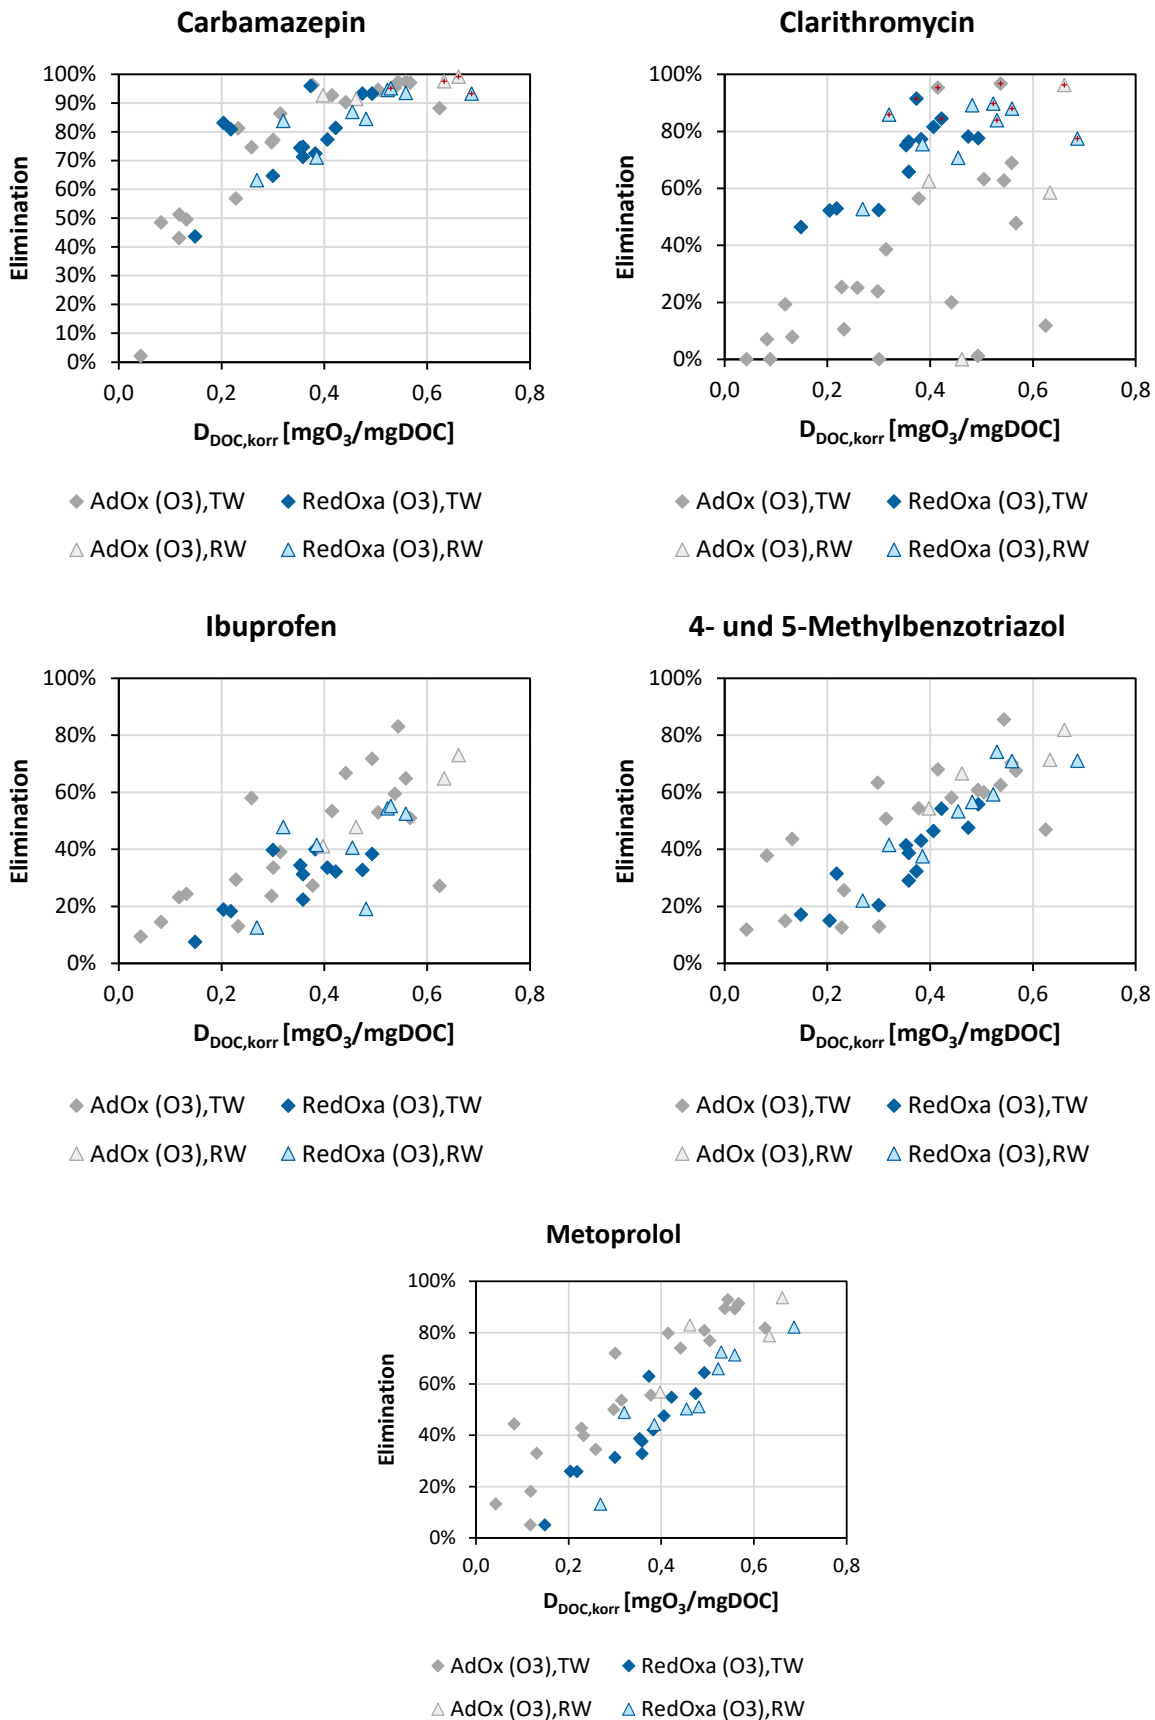 Carbamazepin
Clarithromycin
100%
90%
80%
70%
60%
50%
40%
30%
20%
10%
0%
Elimination
0,0 0,2 0,4 0,6 0,8
D_DOC,korr [mgO₃/mgDOC]
AdOx (O3),TW RedOxa (O3),TW
AdOx (O3),RW RedOxa (O3),RW
100%
80%
60%
40%
20%
0%
Elimination
0,0 0,2 0,4 0,6 0,8
D_DOC,korr [mgO₃/mgDOC]
AdOx (O3),TW RedOxa (O3),TW
AdOx (O3),RW RedOxa (O3),RW
Ibuprofen
4- und 5-Methylbenzotriazol
100%
80%
60%
40%
20%
0%
Elimination
0,0 0,2 0,4 0,6 0,8
D_DOC,korr [mgO₃/mgDOC]
AdOx (O3),TW RedOxa (O3),TW
AdOx (O3),RW RedOxa (O3),RW
100%
80%
60%
40%
20%
0%
Elimination
0,0 0,2 0,4 0,6 0,8
D_DOC,korr [mgO₃/mgDOC]
AdOx (O3),TW RedOxa (O3),TW
AdOx (O3),RW RedOxa (O3),RW
Metoprolol
100%
80%
60%
40%
20%
0%
Elimination
0,0 0,2 0,4 0,6 0,8
D_DOC,korr [mgO₃/mgDOC]
AdOx (O3),TW RedOxa (O3),TW
AdOx (O3),RW RedOxa (O3),RW